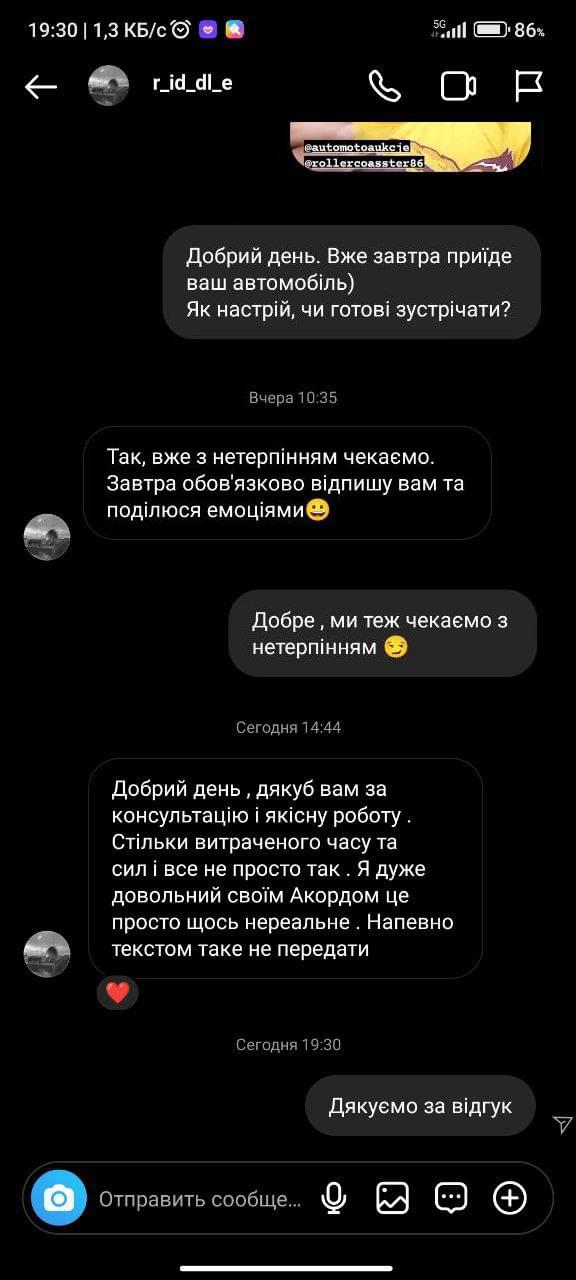 19:30 | 1,3 КБ/с
5G
86%
r_id_dl_e
@automotoaukcje
@rollercoasster86
Добрий день. Вже завтра приїде
ваш автомобіль)
Як настрій, чи готові зустрічати?
Вчера 10:35
Так, вже з нетерпінням чекаємо.
Завтра обов'язково відпишу вам та
поділюся емоціями😀
Добре , ми теж чекаємо з
нетерпінням 😏
Сегодня 14:44
Добрий день , дякуб вам за
консультацію і якісну роботу .
Стільки витраченого часу та
сил і все не просто так . Я дуже
довольний своїм Акордом це
просто щось нереальне . Напевно
текстом таке не передати
❤️
Сегодня 19:30
Дякуємо за відгук
Отправить сообще...